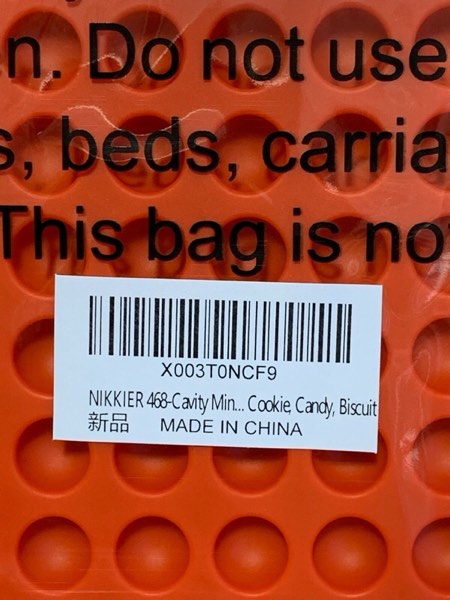 n. Do not use
s, beds, carria
This bag is no
X003T0NCF9
NIKKIER 468-Cavity Min... Cookie, Candy, Biscuit
新品 MADE IN CHINA